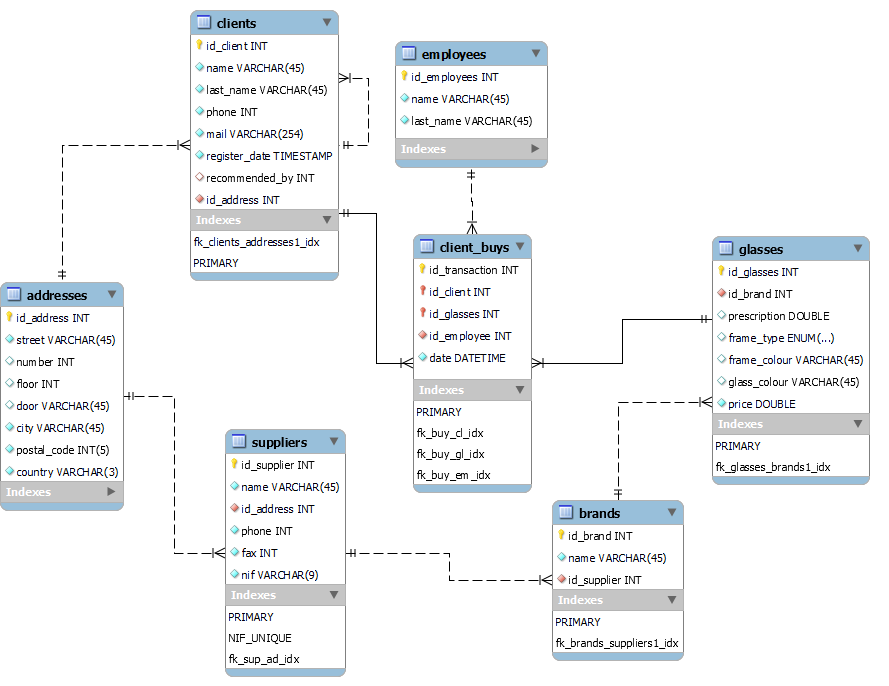 clients
id_client INT
name VARCHAR(45)
last_name VARCHAR(45)
phone INT
mail VARCHAR(254)
register_date TIMESTAMP
recommended_by INT
id_address INT
Indexes
fk_clients_addresses1_idx
PRIMARY
employees
id_employees INT
name VARCHAR(45)
last_name VARCHAR(45)
Indexes
client_buys
id_transaction INT
id_client INT
id_glasses INT
id_employee INT
date DATETIME
Indexes
PRIMARY
fk_buy_cl_idx
fk_buy_gl_idx
fk_buy_em_idx
glasses
id_glasses INT
id_brand INT
prescription DOUBLE
frame_type ENUM(...)
frame_colour VARCHAR(45)
glass_colour VARCHAR(45)
price DOUBLE
Indexes
PRIMARY
fk_glasses_brands1_idx
addresses
id_address INT
street VARCHAR(45)
number INT
floor INT
door VARCHAR(45)
city VARCHAR(45)
postal_code INT(5)
country VARCHAR(3)
Indexes
suppliers
id_supplier INT
name VARCHAR(45)
id_address INT
phone INT
fax INT
nif VARCHAR(9)
Indexes
PRIMARY
NIF_UNIQUE
fk_sup_ad_idx
brands
id_brand INT
name VARCHAR(45)
id_supplier INT
Indexes
PRIMARY
fk_brands_suppliers1_idx